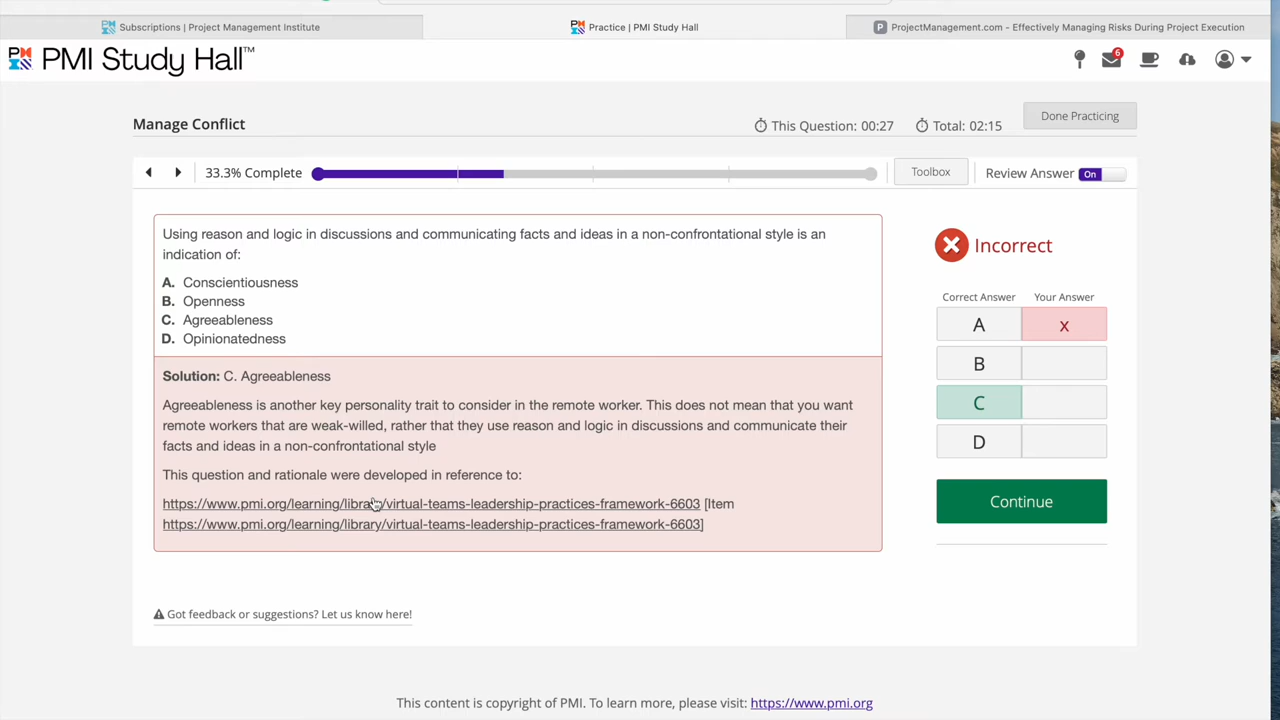 Subscriptions | Project Management Institute
Practice | PMI Study Hall
ProjectManagement.com - Effectively Managing Risks During Project Execution
PMI Study Hall™
6
Manage Conflict
This Question: 00:27
Total: 02:15
Done Practicing
33.3% Complete
Toolbox
Review Answer
On
Using reason and logic in discussions and communicating facts and ideas in a non-confrontational style is an
indication of:
A. Conscientiousness
B. Openness
C. Agreeableness
D. Opinionatedness
Solution: C. Agreeableness
Agreeableness is another key personality trait to consider in the remote worker. This does not mean that you want
remote workers that are weak-willed, rather that they use reason and logic in discussions and communicate their
facts and ideas in a non-confrontational style
This question and rationale were developed in reference to:
https://www.pmi.org/learning/library/virtual-teams-leadership-practices-framework-6603 [Item
https://www.pmi.org/learning/library/virtual-teams-leadership-practices-framework-6603]
Incorrect
Correct Answer Your Answer
A x
B
C
D
Continue
Got feedback or suggestions? Let us know here!
This content is copyright of PMI. To learn more, please visit: https://www.pmi.org